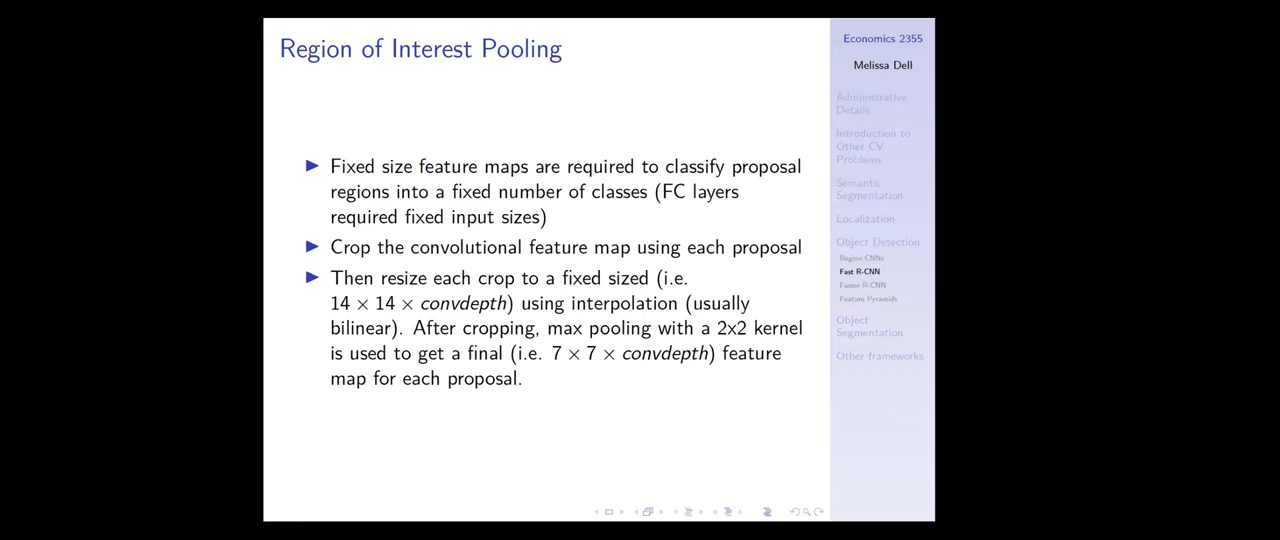 Region of Interest Pooling
Fixed size feature maps are required to classify proposal
regions into a fixed number of classes (FC layers
required fixed input sizes)
Crop the convolutional feature map using each proposal
Then resize each crop to a fixed sized (i.e.
14 × 14 × convdepth) using interpolation (usually
bilinear). After cropping, max pooling with a 2x2 kernel
is used to get a final (i.e. 7 × 7 × convdepth) feature
map for each proposal.
Economics 2355
Melissa Dell
Administrative
Details
Introduction to
Other CV
Problems
Semantic
Segmentation
Localization
Object Detection
Region CNNs
Fast R-CNN
Faster R-CNN
Feature Pyramids
Object
Segmentation
Other frameworks